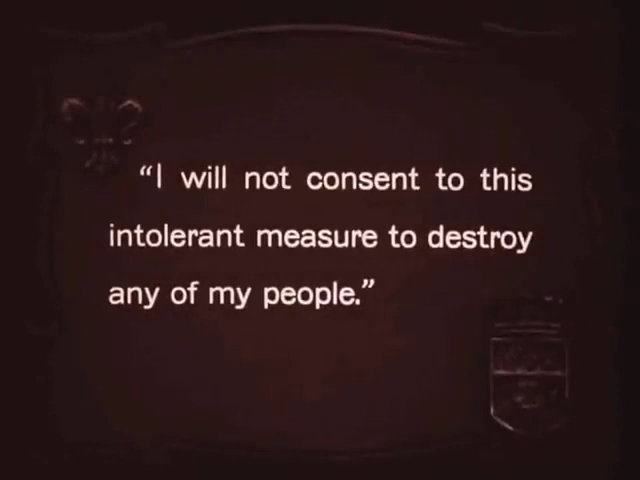 “I will not consent to this
intolerant measure to destroy
any of my people.”